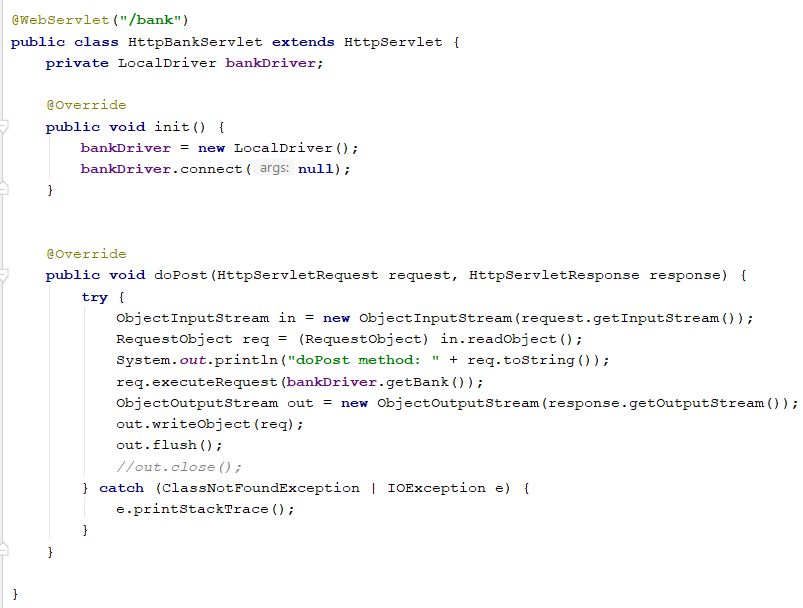 @WebServlet("/bank")
public class HttpBankServlet extends HttpServlet {
    private LocalDriver bankDriver;

    @Override
    public void init() {
        bankDriver = new LocalDriver();
        bankDriver.connect( args: null);
    }


    @Override
    public void doPost(HttpServletRequest request, HttpServletResponse response) {
        try {
            ObjectInputStream in = new ObjectInputStream(request.getInputStream());
            RequestObject req = (RequestObject) in.readObject();
            System.out.println("doPost method: " + req.toString());
            req.executeRequest(bankDriver.getBank());
            ObjectOutputStream out = new ObjectOutputStream(response.getOutputStream());
            out.writeObject(req);
            out.flush();
            //out.close();
        } catch (ClassNotFoundException | IOException e) {
            e.printStackTrace();
        }
    }

}